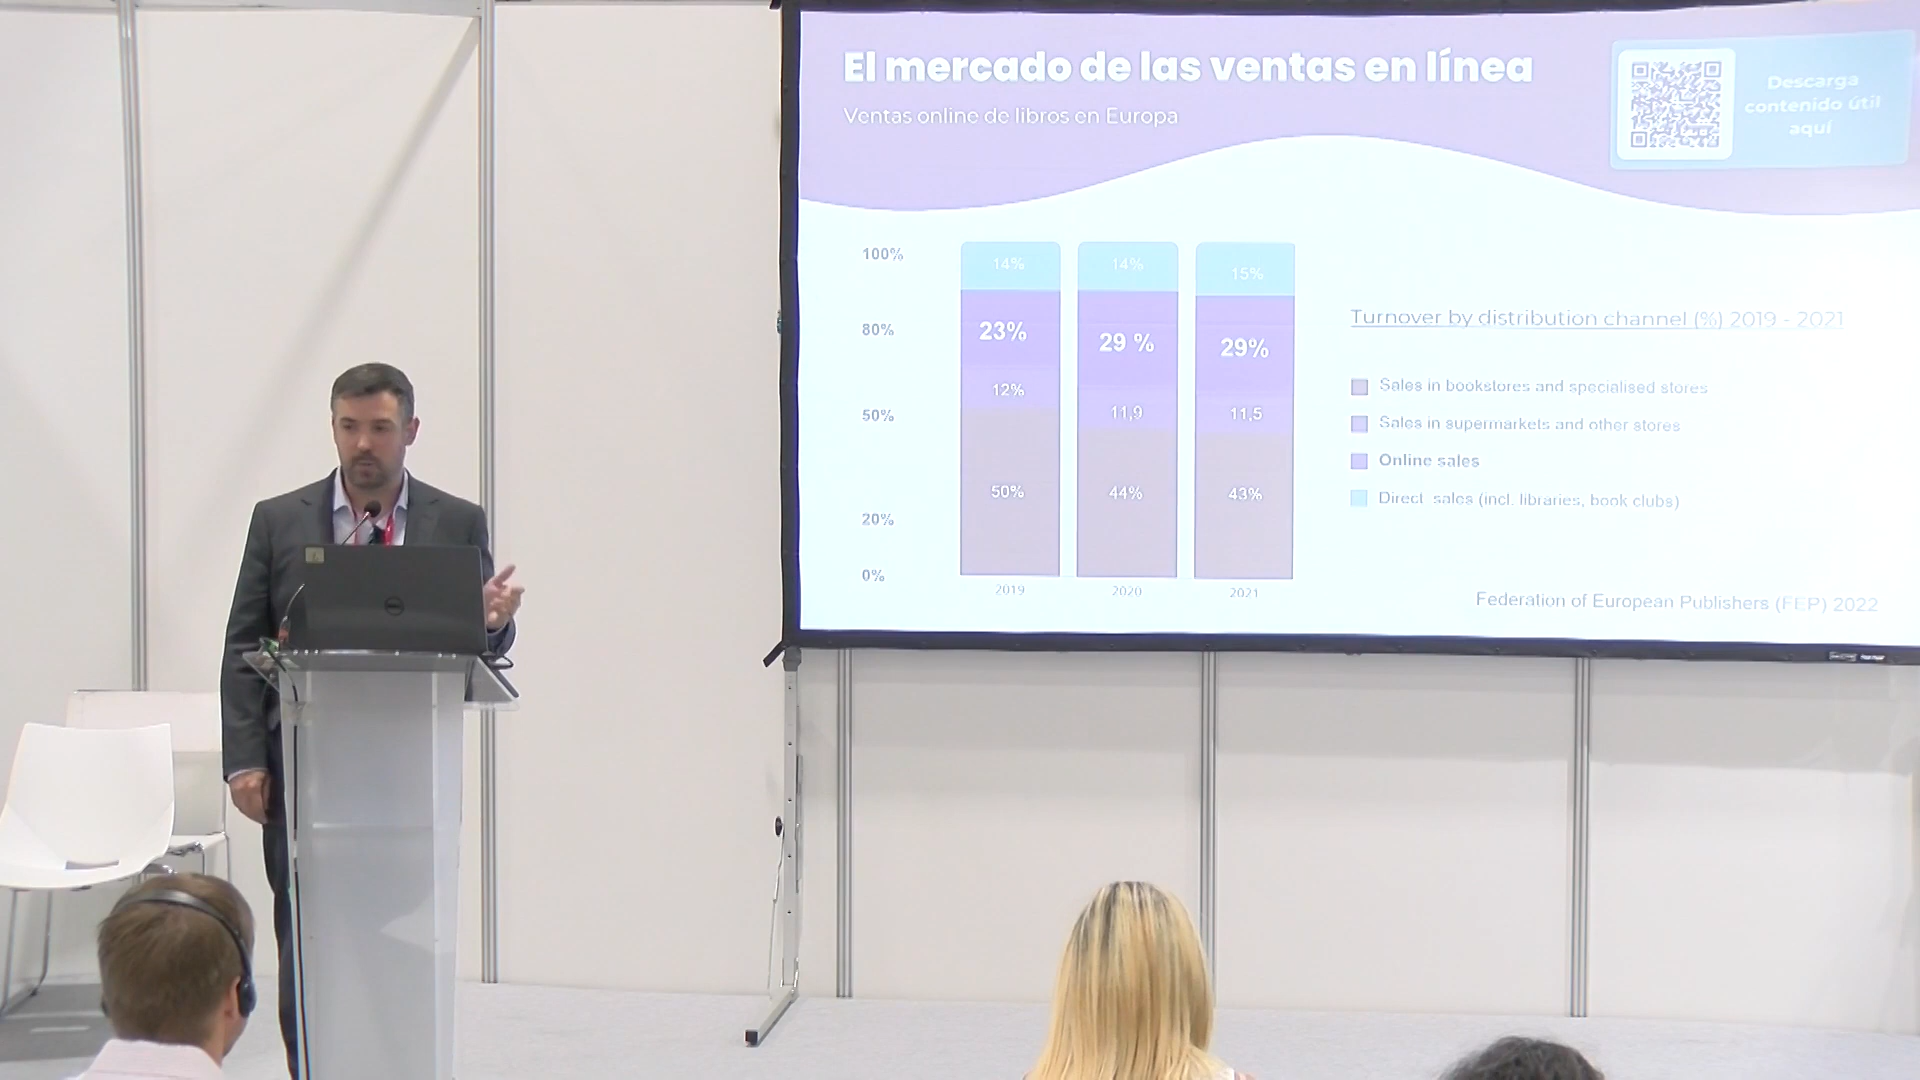 El mercado de las ventas en línea
Ventas online de libros en Europa
Descarga
contenido útil
aquí
100%
80%
50%
20%
0%
14%
14%
15%
23%
29 %
29%
12%
11,9
11,5
50%
44%
43%
2019
2020
2021
Turnover by distribution channel (%) 2019 - 2021
Sales in bookstores and specialised stores
Sales in supermarkets and other stores
Online sales
Direct sales (incl. libraries, book clubs)
Federation of European Publishers (FEP) 2022
DELL